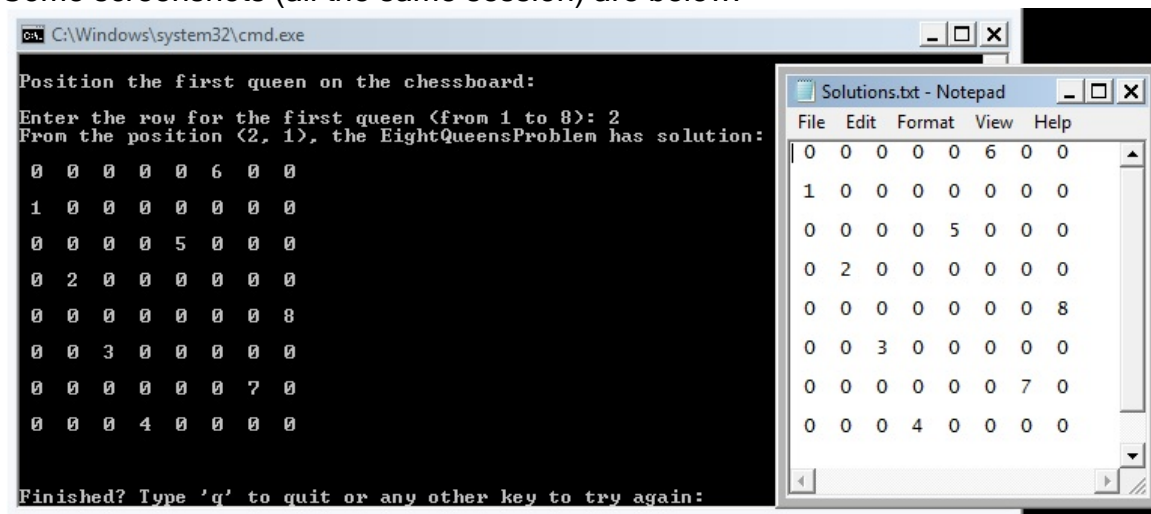 Some screenshots (all the same session) are below:
C:\Windows\system32\cmd.exe
Position the first queen on the chessboard:
Enter the row for the first queen (from 1 to 8): 2
From the position (2, 1), the EightQueensProblem has solution:
0 0 0 0 0 6 0 0
1 0 0 0 0 0 0 0
0 0 0 0 5 0 0 0
0 2 0 0 0 0 0 0
0 0 0 0 0 0 0 8
0 0 3 0 0 0 0 0
0 0 0 0 0 0 7 0
0 0 0 4 0 0 0 0
Finished? Type 'q' to quit or any other key to try again:
Solutions.txt - Notepad
File Edit Format View Help
0 0 0 0 0 6 0 0
1 0 0 0 0 0 0 0
0 0 0 0 5 0 0 0
0 2 0 0 0 0 0 0
0 0 0 0 0 0 0 8
0 0 3 0 0 0 0 0
0 0 0 0 0 0 7 0
0 0 0 4 0 0 0 0